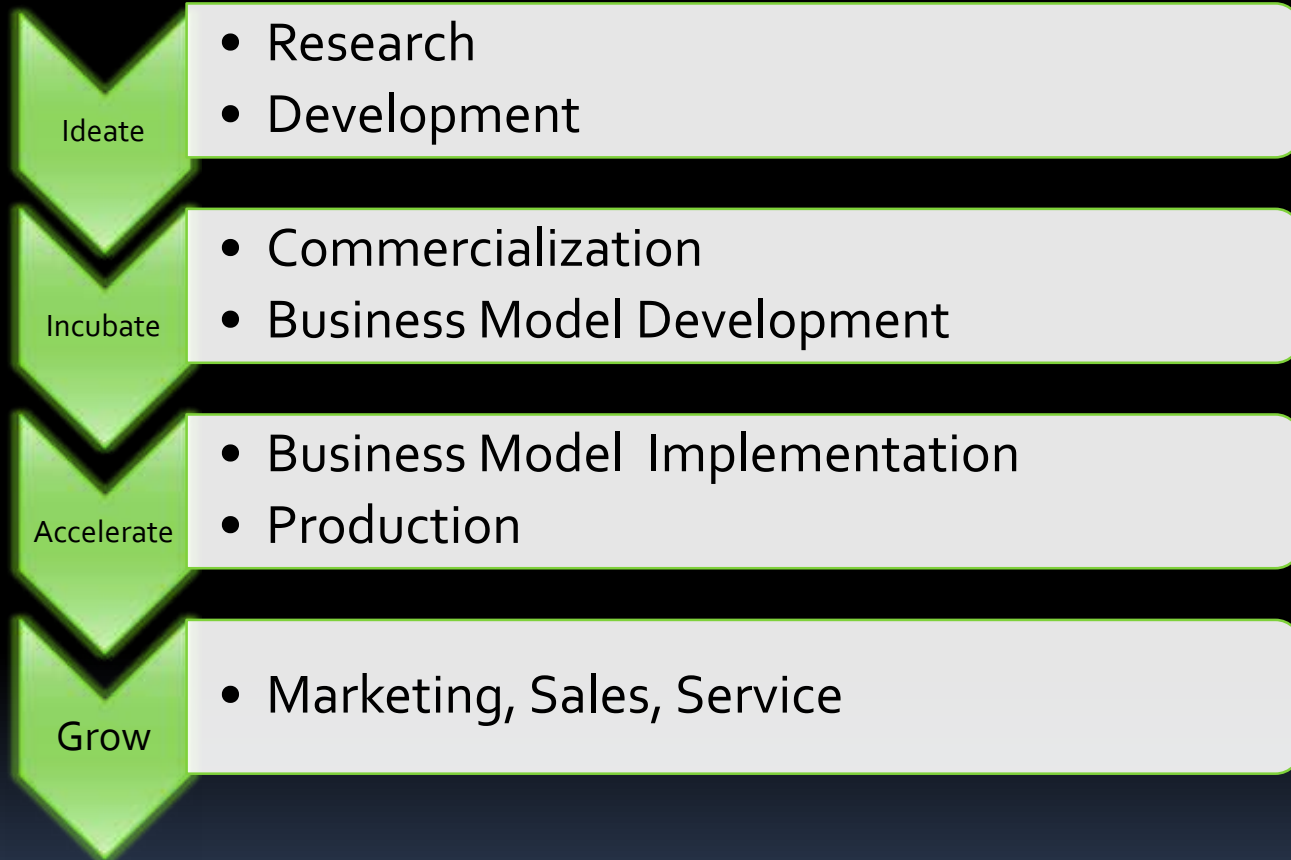 Ideate
• Research
• Development
Incubate
• Commercialization
• Business Model Development
Accelerate
• Business Model  Implementation
• Production
Grow
• Marketing, Sales, Service